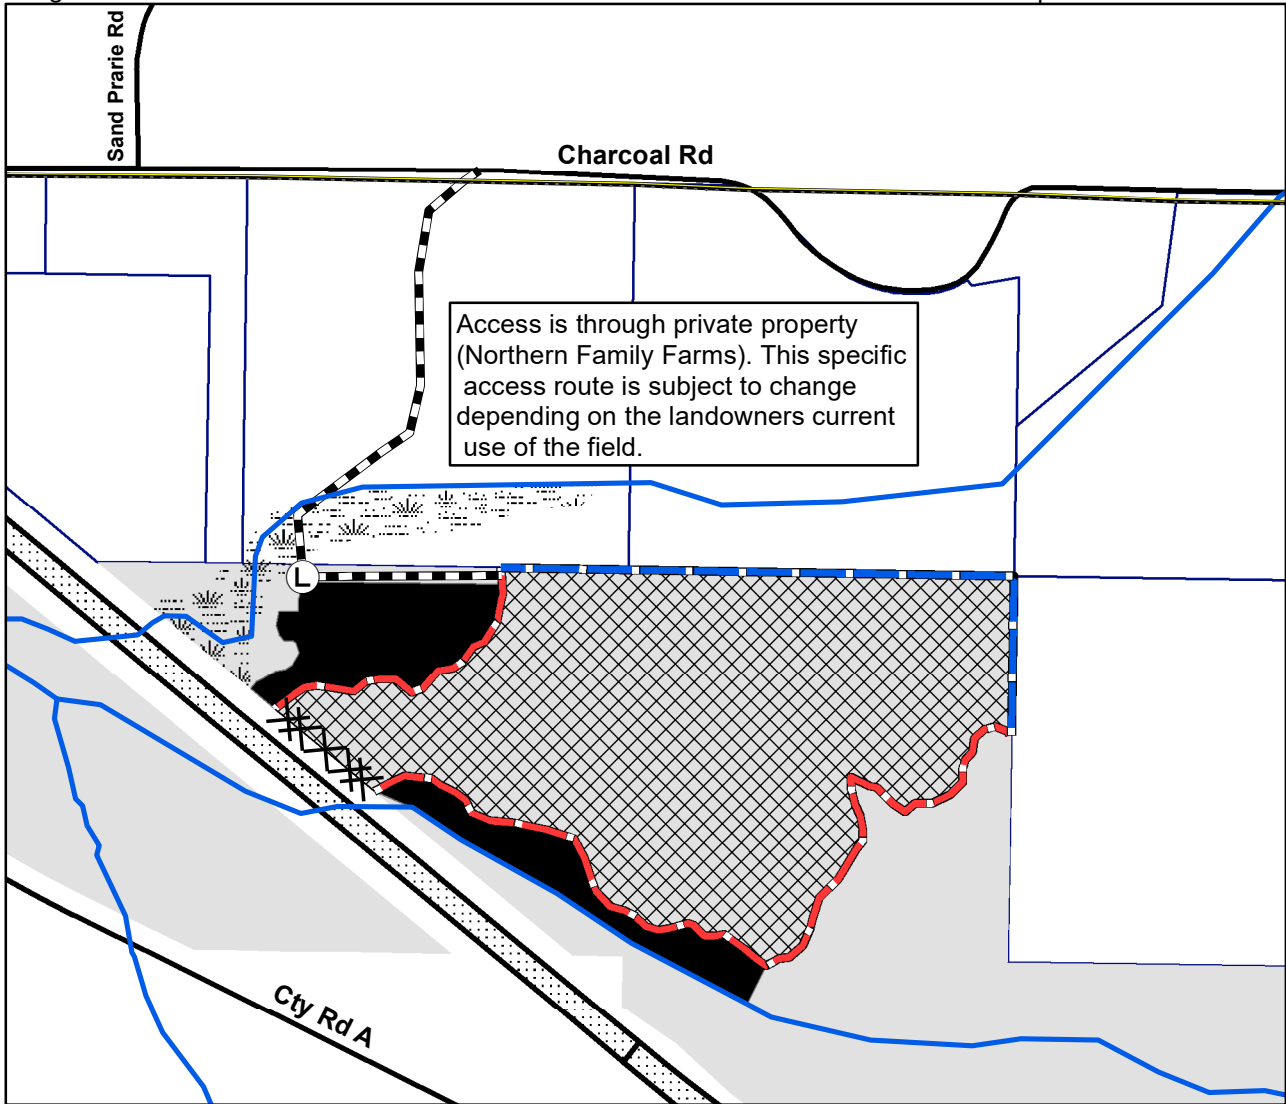 Sand Prarie Rd
Charcoal Rd
Access is through private property
(Northern Family Farms). This specific
access route is subject to change
depending on the landowners current
use of the field.
L
Cty Rd A